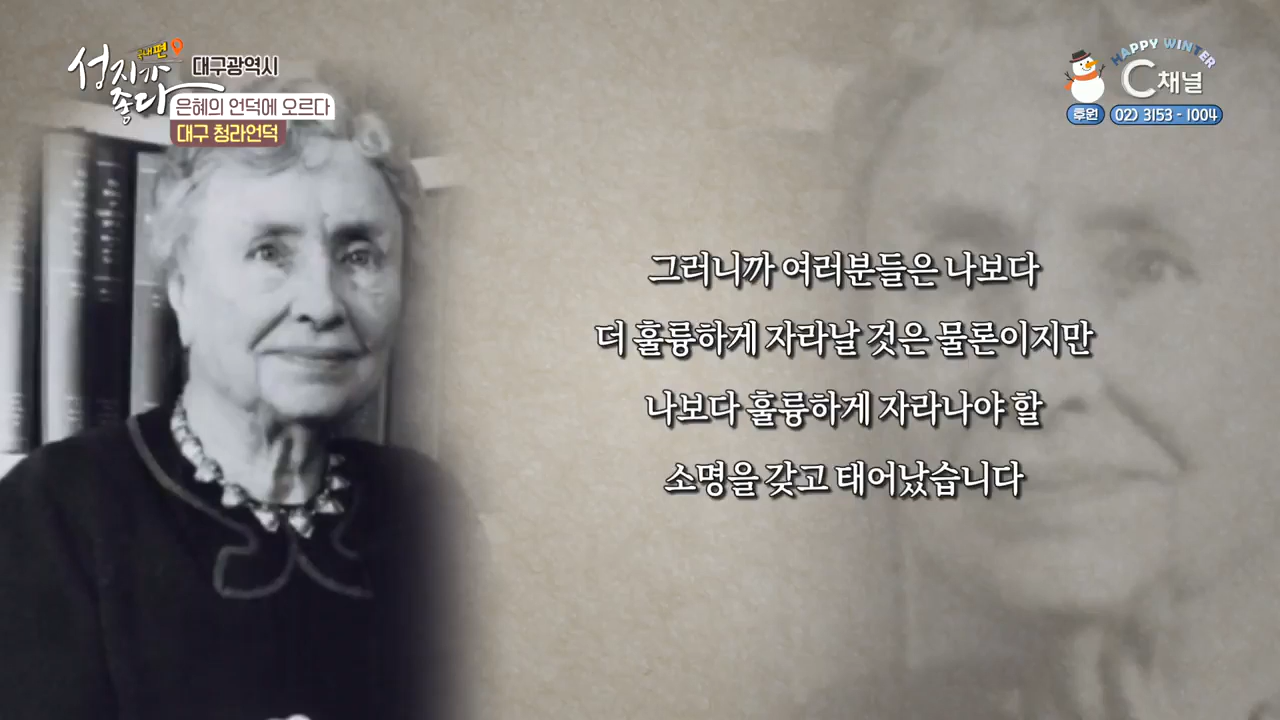 국내편
성지가
좋다
대구광역시
은혜의 언덕에 오르다
대구 청라언덕
HAPPY WINTER
C채널
후원 02) 3153 - 1004
그러니까 여러분들은 나보다
더 훌륭하게 자라날 것은 물론이지만
나보다 훌륭하게 자라나야 할
소명을 갖고 태어났습니다